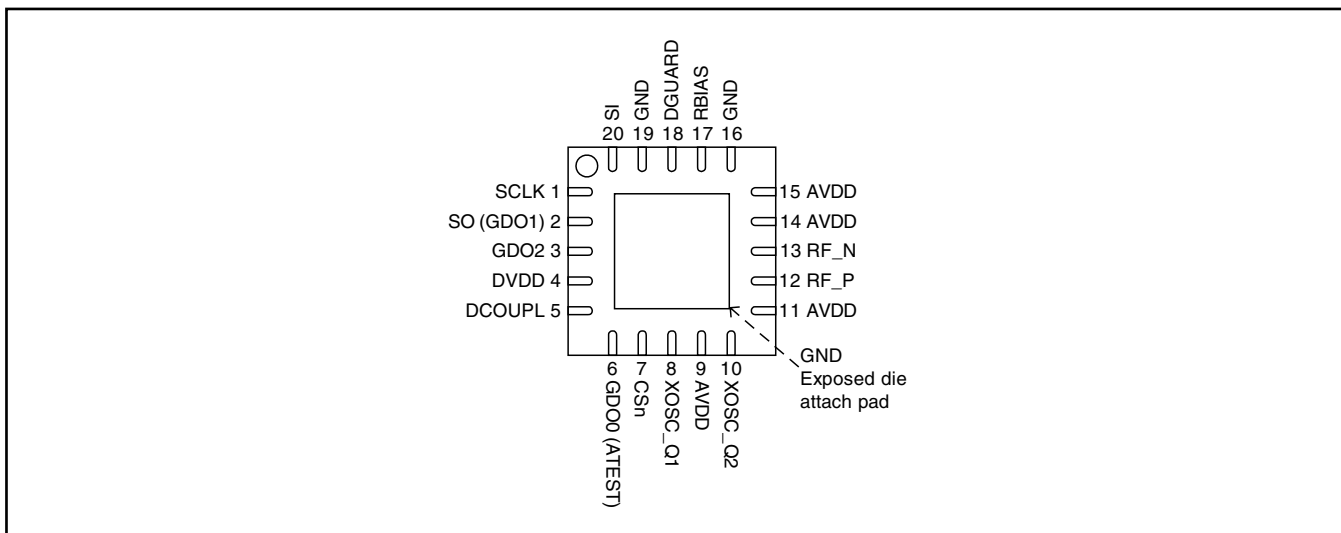 SI
GND
DGUARD
RBIAS
GND
20 19 18 17 16
SCLK 1
SO (GDO1) 2
GDO2 3
DVDD 4
DCOUPL 5
15 AVDD
14 AVDD
13 RF_N
12 RF_P
11 AVDD
6 7 8 9 10
GDO0 (ATEST)
CSn
XOSC_Q1
AVDD
XOSC_Q2
GND
Exposed die
attach pad